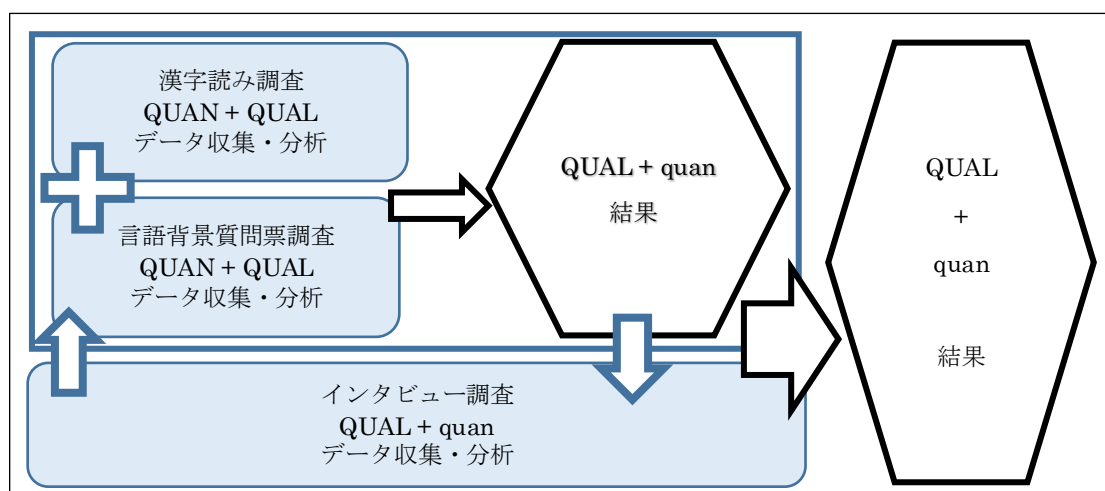 漢字読み調査
QUAN + QUAL
データ収集・分析
言語背景質問票調査
QUAN + QUAL
データ収集・分析
QUAL + quan
結果
インタビュー調査
QUAL + quan
データ収集・分析
QUAL
+
quan
結果